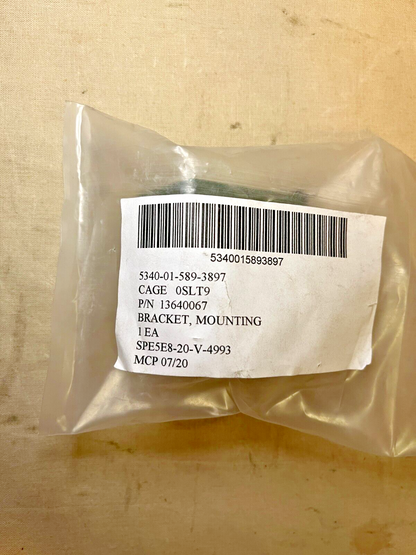 5340015893897
5340-01-589-3897
CAGE 0SLT9
P/N 13640067
BRACKET, MOUNTING
1 EA
SPE5E8-20-V-4993
MCP 07/20